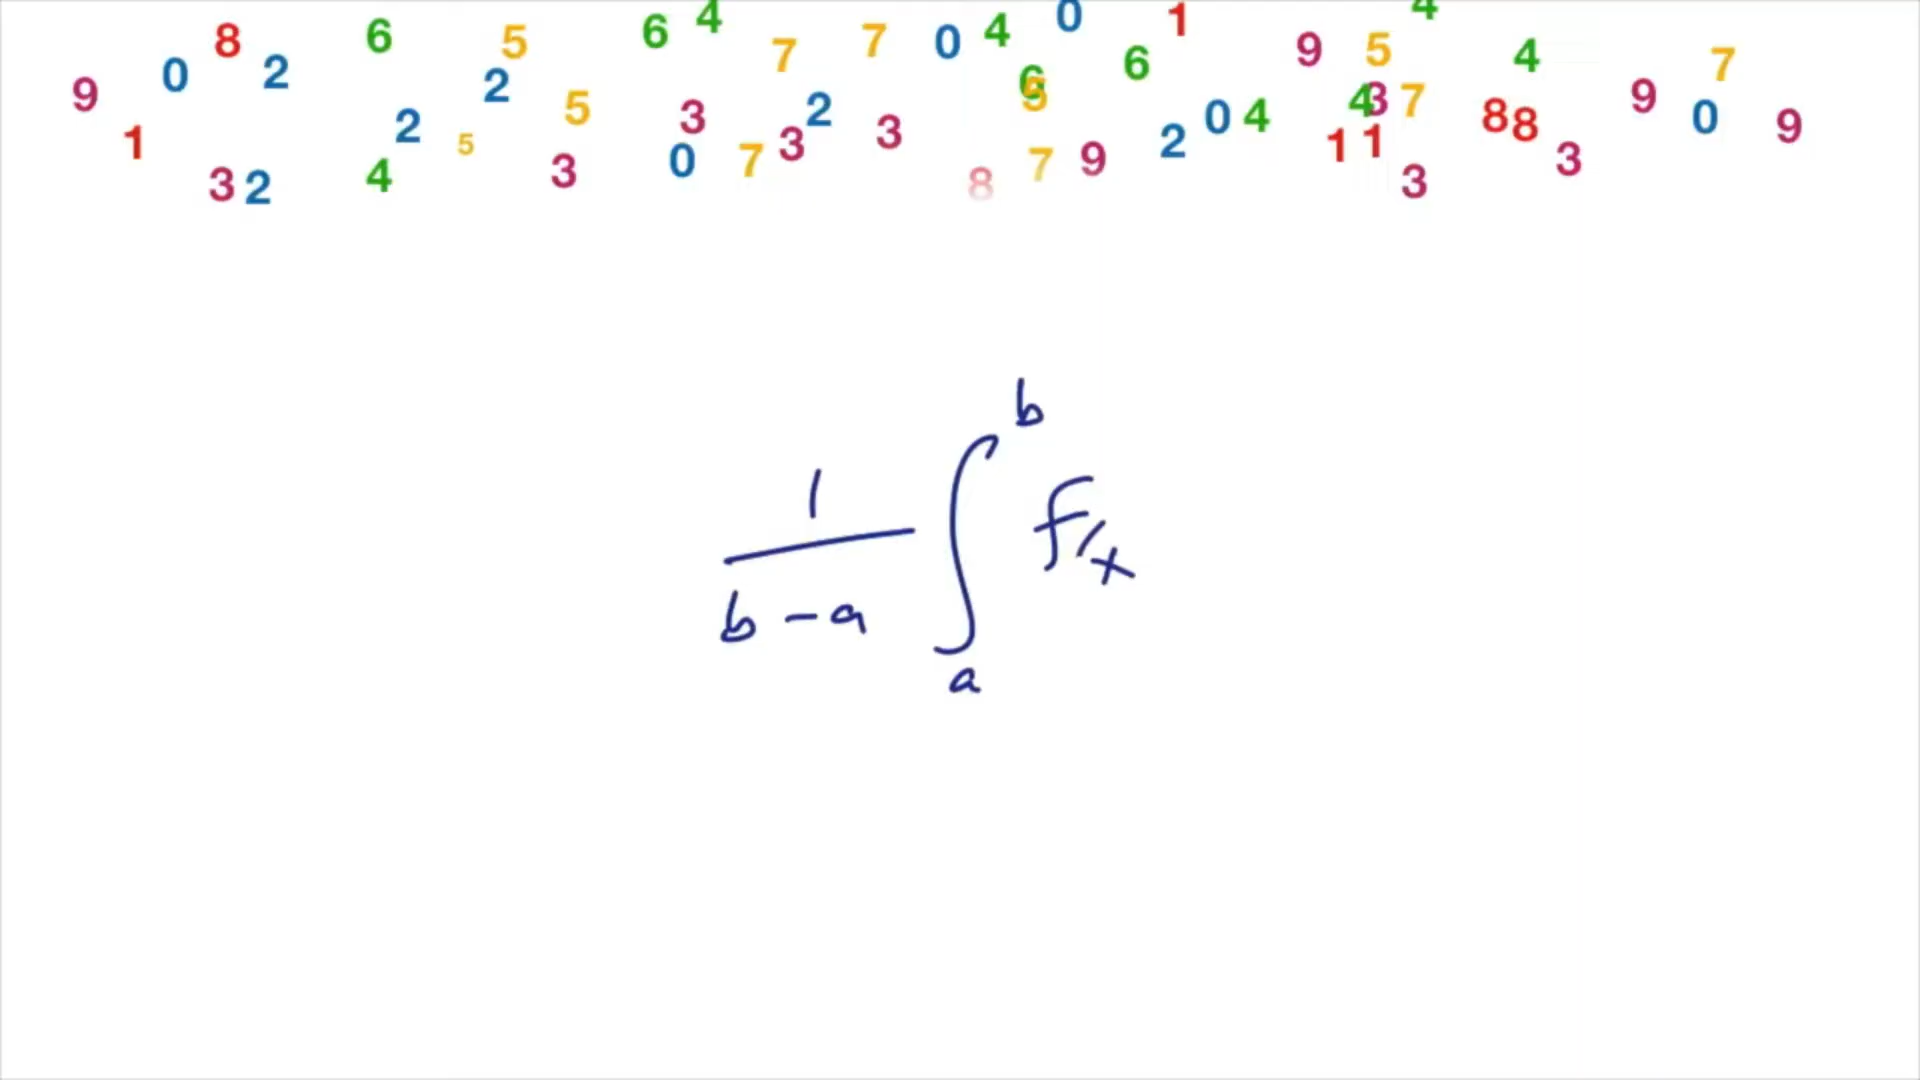 8 6 5 6 4 7 7 0 4 0 1 9 5 4 4 7
9 0 2 2 5 3 2 3 6 5 6 0 4 4 3 7 8 8 9 0 9
1 2 5 3 0 7 3 7 9 2 1 1 3
3 2 4 3 8 3
1/(b-a) ∫_a^b f(x